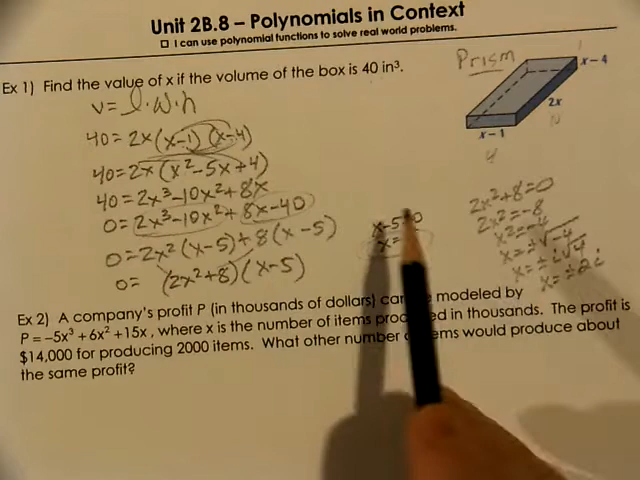 Unit 2B.8 – Polynomials in Context
☐ I can use polynomial functions to solve real world problems.
Ex 1) Find the value of x if the volume of the box is 40 in³.
Prism
x−4
2x
x−1
4
v = l·w·h
40 = 2x(x−1)(x−4)
40 = 2x(x²−5x+4)
40 = 2x³−10x²+8x
0 = 2x³−10x²+8x−40
0 = 2x²(x−5)+8(x−5)
0 = (2x²+8)(x−5)
x−5=0
x=
2x²+8=0
2x²=−8
x²=−4
x=±√−4
x=±i√4
x=±2i
Ex 2) A company's profit P (in thousands of dollars) can be modeled by
P = −5x³ + 6x² +15x, where x is the number of items produced in thousands. The profit is
$14,000 for producing 2000 items. What other number of items would produce about
the same profit?